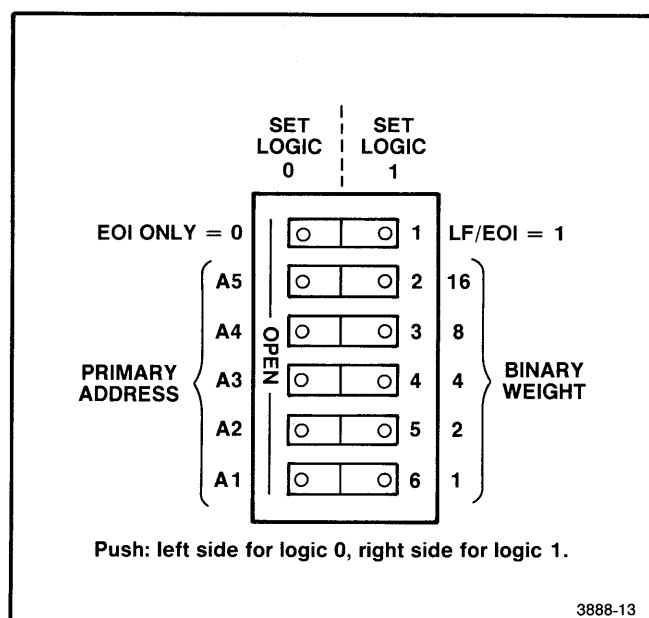 SET LOGIC 0
SET LOGIC 1
EOI ONLY = 0
1
LF/EOI = 1
OPEN
A5
2
16
A4
3
8
A3
4
4
A2
5
2
A1
6
1
PRIMARY ADDRESS
BINARY WEIGHT
Push: left side for logic 0, right side for logic 1.
3888-13